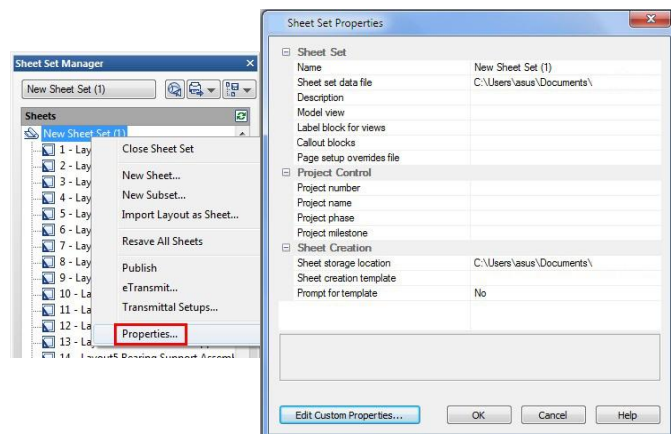 Sheet Set Manager
New Sheet Set (1)
Sheets
New Sheet Set (1)
1 - Lay
2 - Lay
3 - Lay
4 - Lay
5 - Lay
6 - Lay
7 - Lay
8 - Lay
9 - Lay
10 - La
11 - La
12 - La
13 - La
14 - Layout5 Bearing Support Assembl
Close Sheet Set
New Sheet...
New Subset...
Import Layout as Sheet...
Resave All Sheets
Publish
eTransmit...
Transmittal Setups...
Properties...
Sheet Set Properties
Sheet Set
Name New Sheet Set (1)
Sheet set data file C:\Users\asus\Documents\
Description
Model view
Label block for views
Callout blocks
Page setup overrides file
Project Control
Project number
Project name
Project phase
Project milestone
Sheet Creation
Sheet storage location C:\Users\asus\Documents\
Sheet creation template
Prompt for template No
Edit Custom Properties... OK Cancel Help